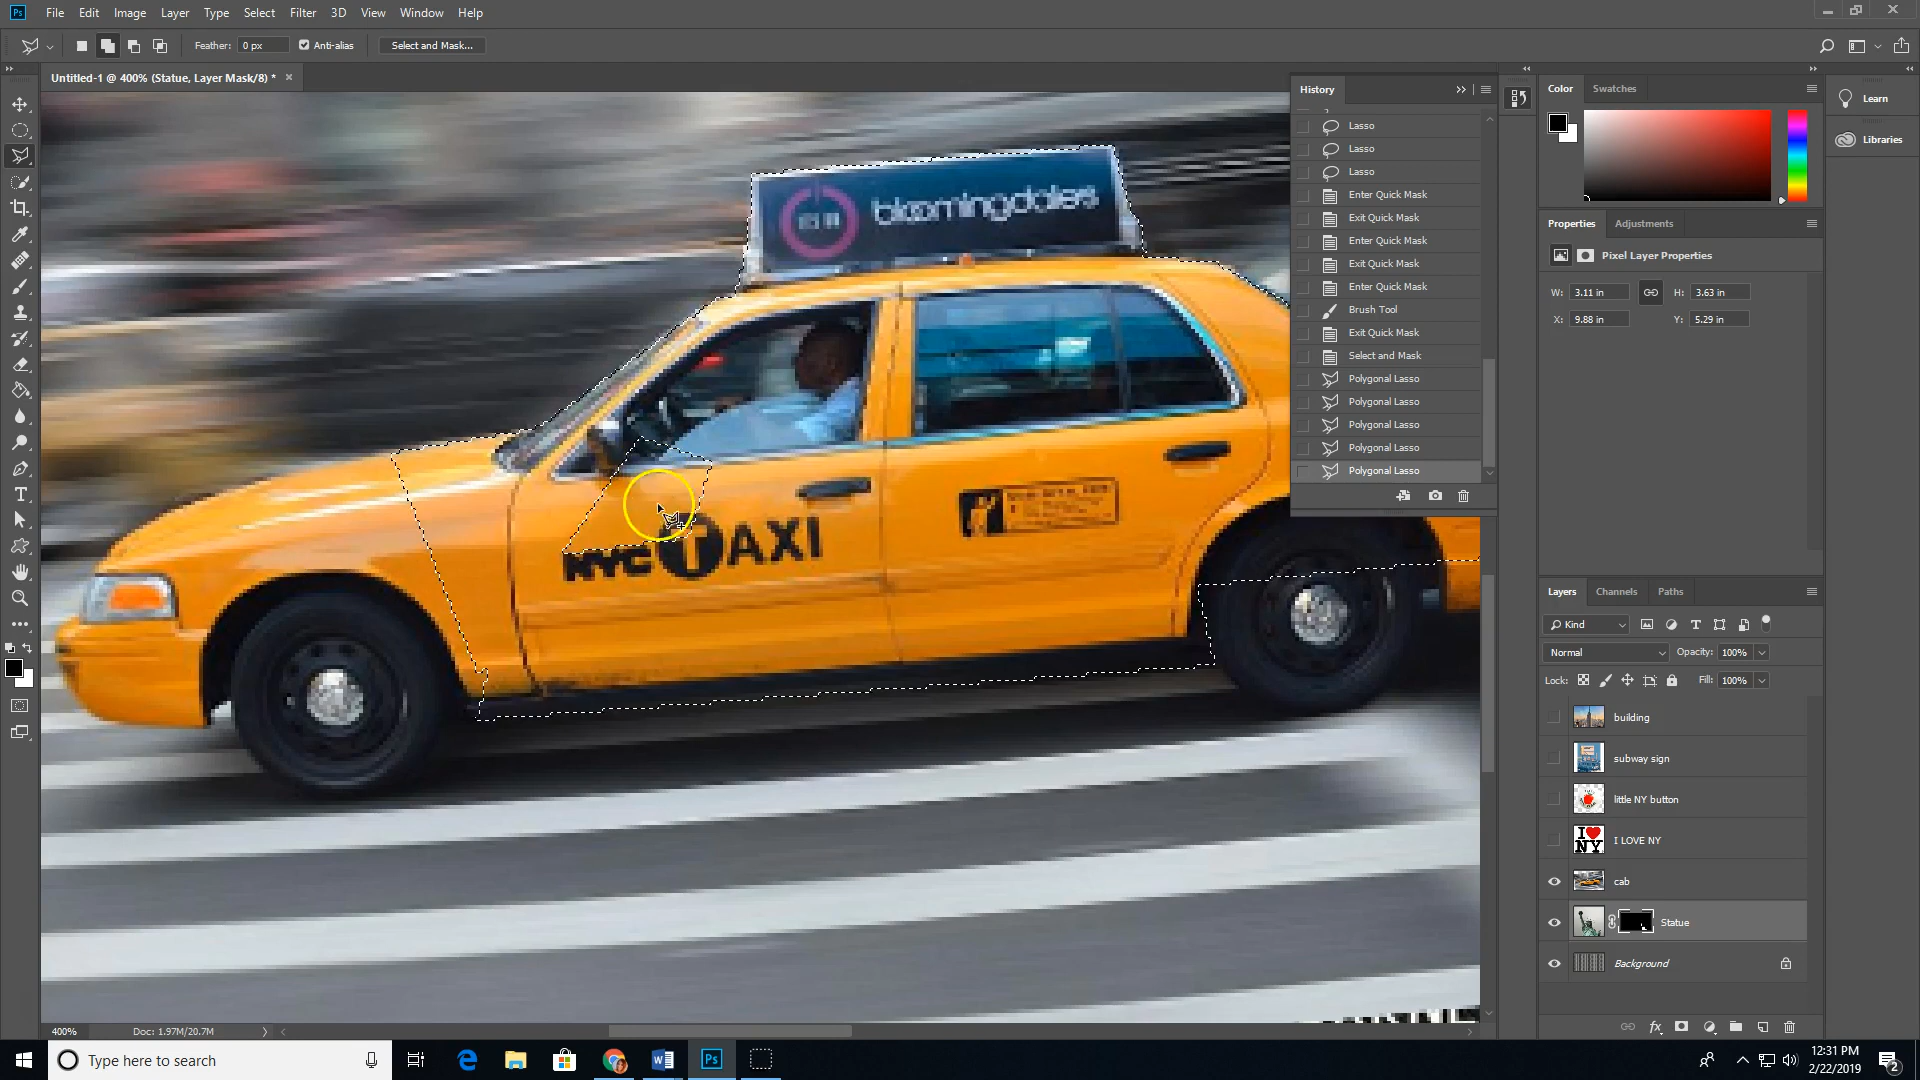 Ps File Edit Image Layer Type Select Filter 3D View Window Help
Feather: 0 px Anti-alias Select and Mask...
Untitled-1 @ 400% (Statue, Layer Mask/8) *
History
Lasso
Lasso
Lasso
Enter Quick Mask
Exit Quick Mask
Enter Quick Mask
Exit Quick Mask
Enter Quick Mask
Brush Tool
Exit Quick Mask
Select and Mask
Polygonal Lasso
Polygonal Lasso
Polygonal Lasso
Polygonal Lasso
Polygonal Lasso
bloomingdales
NYC TAXI
Color Swatches
Learn
Libraries
Properties Adjustments
Pixel Layer Properties
W: 3.11 in H: 3.63 in
X: 9.88 in Y: 5.29 in
Layers Channels Paths
Kind
Normal Opacity: 100%
Lock: Fill: 100%
building
subway sign
little NY button
I NY I LOVE NY
cab
Statue
Background
400% Doc: 1.97M/20.7M
Type here to search
Ps
12:31 PM
2/22/2019
2